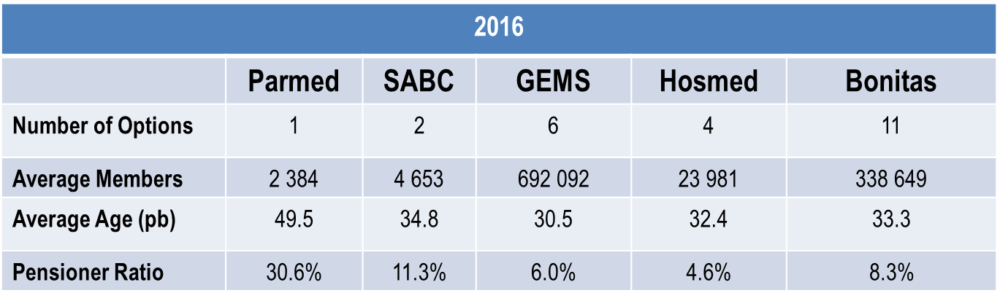 2016
Parmed SABC GEMS Hosmed Bonitas
Number of Options 1 2 6 4 11
Average Members 2 384 4 653 692 092 23 981 338 649
Average Age (pb) 49.5 34.8 30.5 32.4 33.3
Pensioner Ratio 30.6% 11.3% 6.0% 4.6% 8.3%